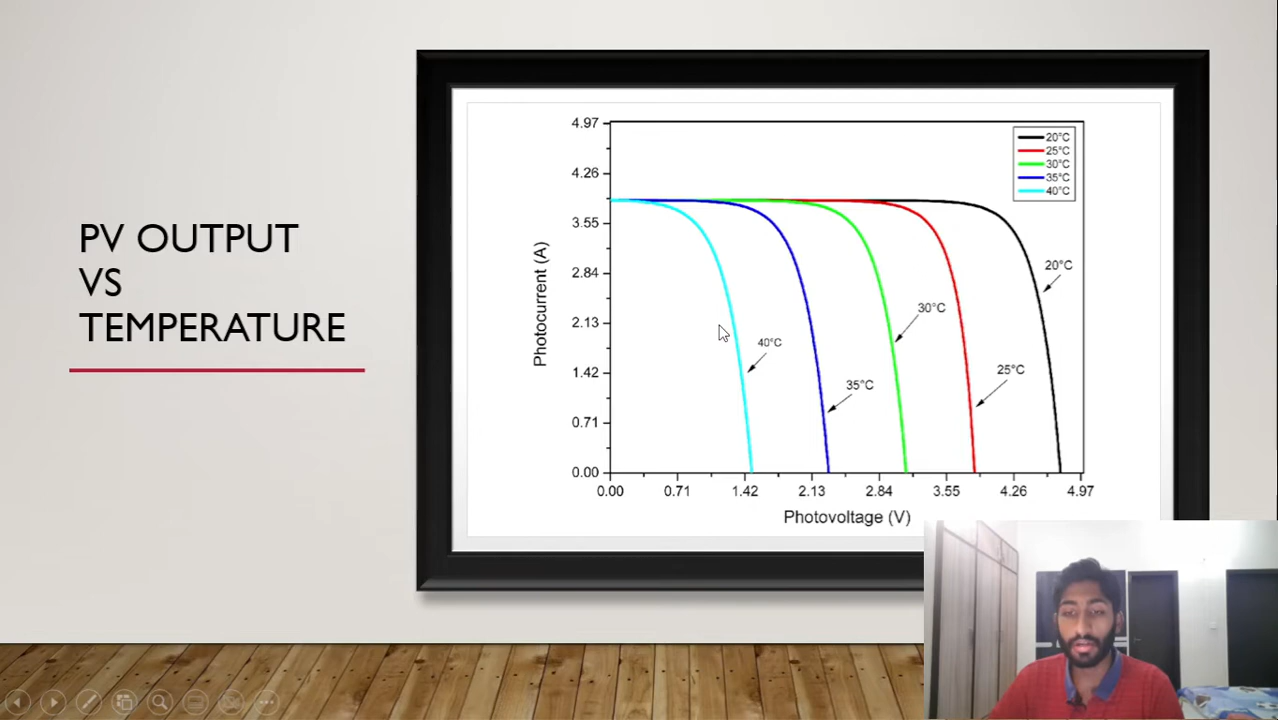 PV OUTPUT
VS
TEMPERATURE
4.97
4.26
3.55
2.84
2.13
1.42
0.71
0.00
Photocurrent (A)
0.00 0.71 1.42 2.13 2.84 3.55 4.26 4.97
Photovoltage (V)
20°C
25°C
30°C
35°C
40°C
20°C
30°C
40°C
25°C
35°C